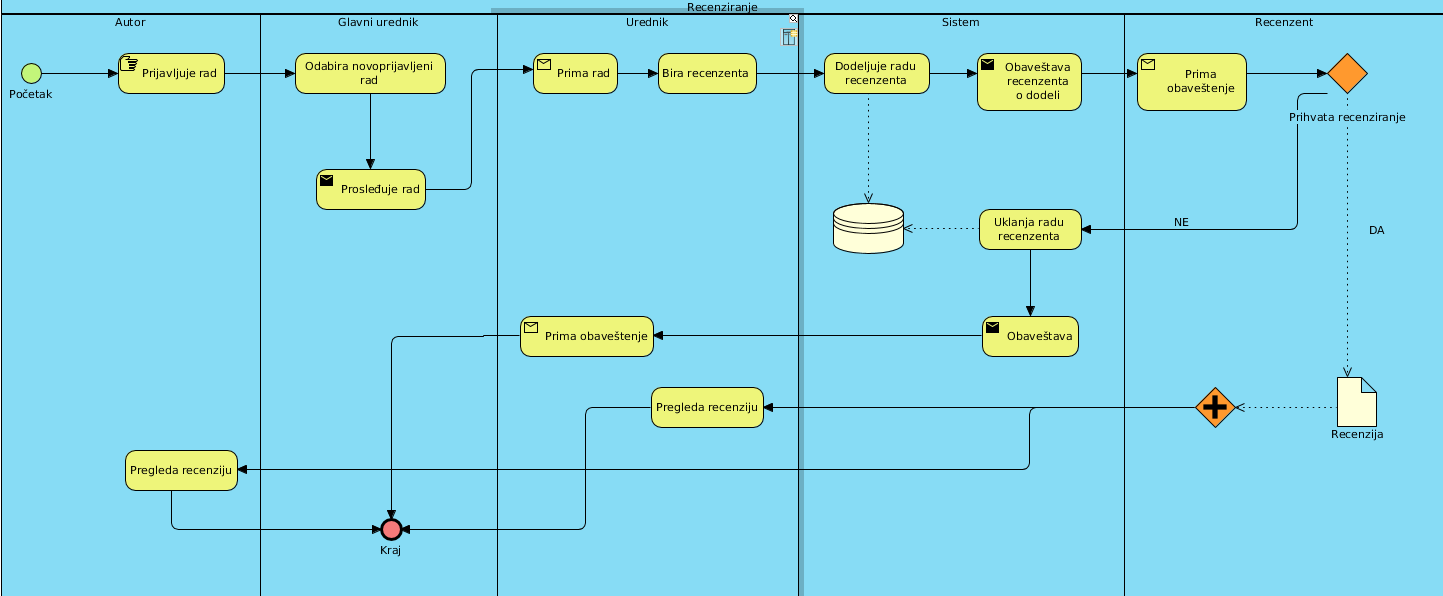 Recenziranje
Autor
Glavni urednik
Urednik
Sistem
Recenzent
Početak
Prijavljuje rad
Odabira novoprijavljeni
rad
Prosleđuje rad
Prima rad
Bira recenzenta
Dodeljuje radu
recenzenta
Obaveštava
recenzenta
o dodeli
Prima
obaveštenje
Prihvata recenziranje
NE
DA
Uklanja radu
recenzenta
Prima obaveštenje
Obaveštava
Pregleda recenziju
Recenzija
Pregleda recenziju
Kraj